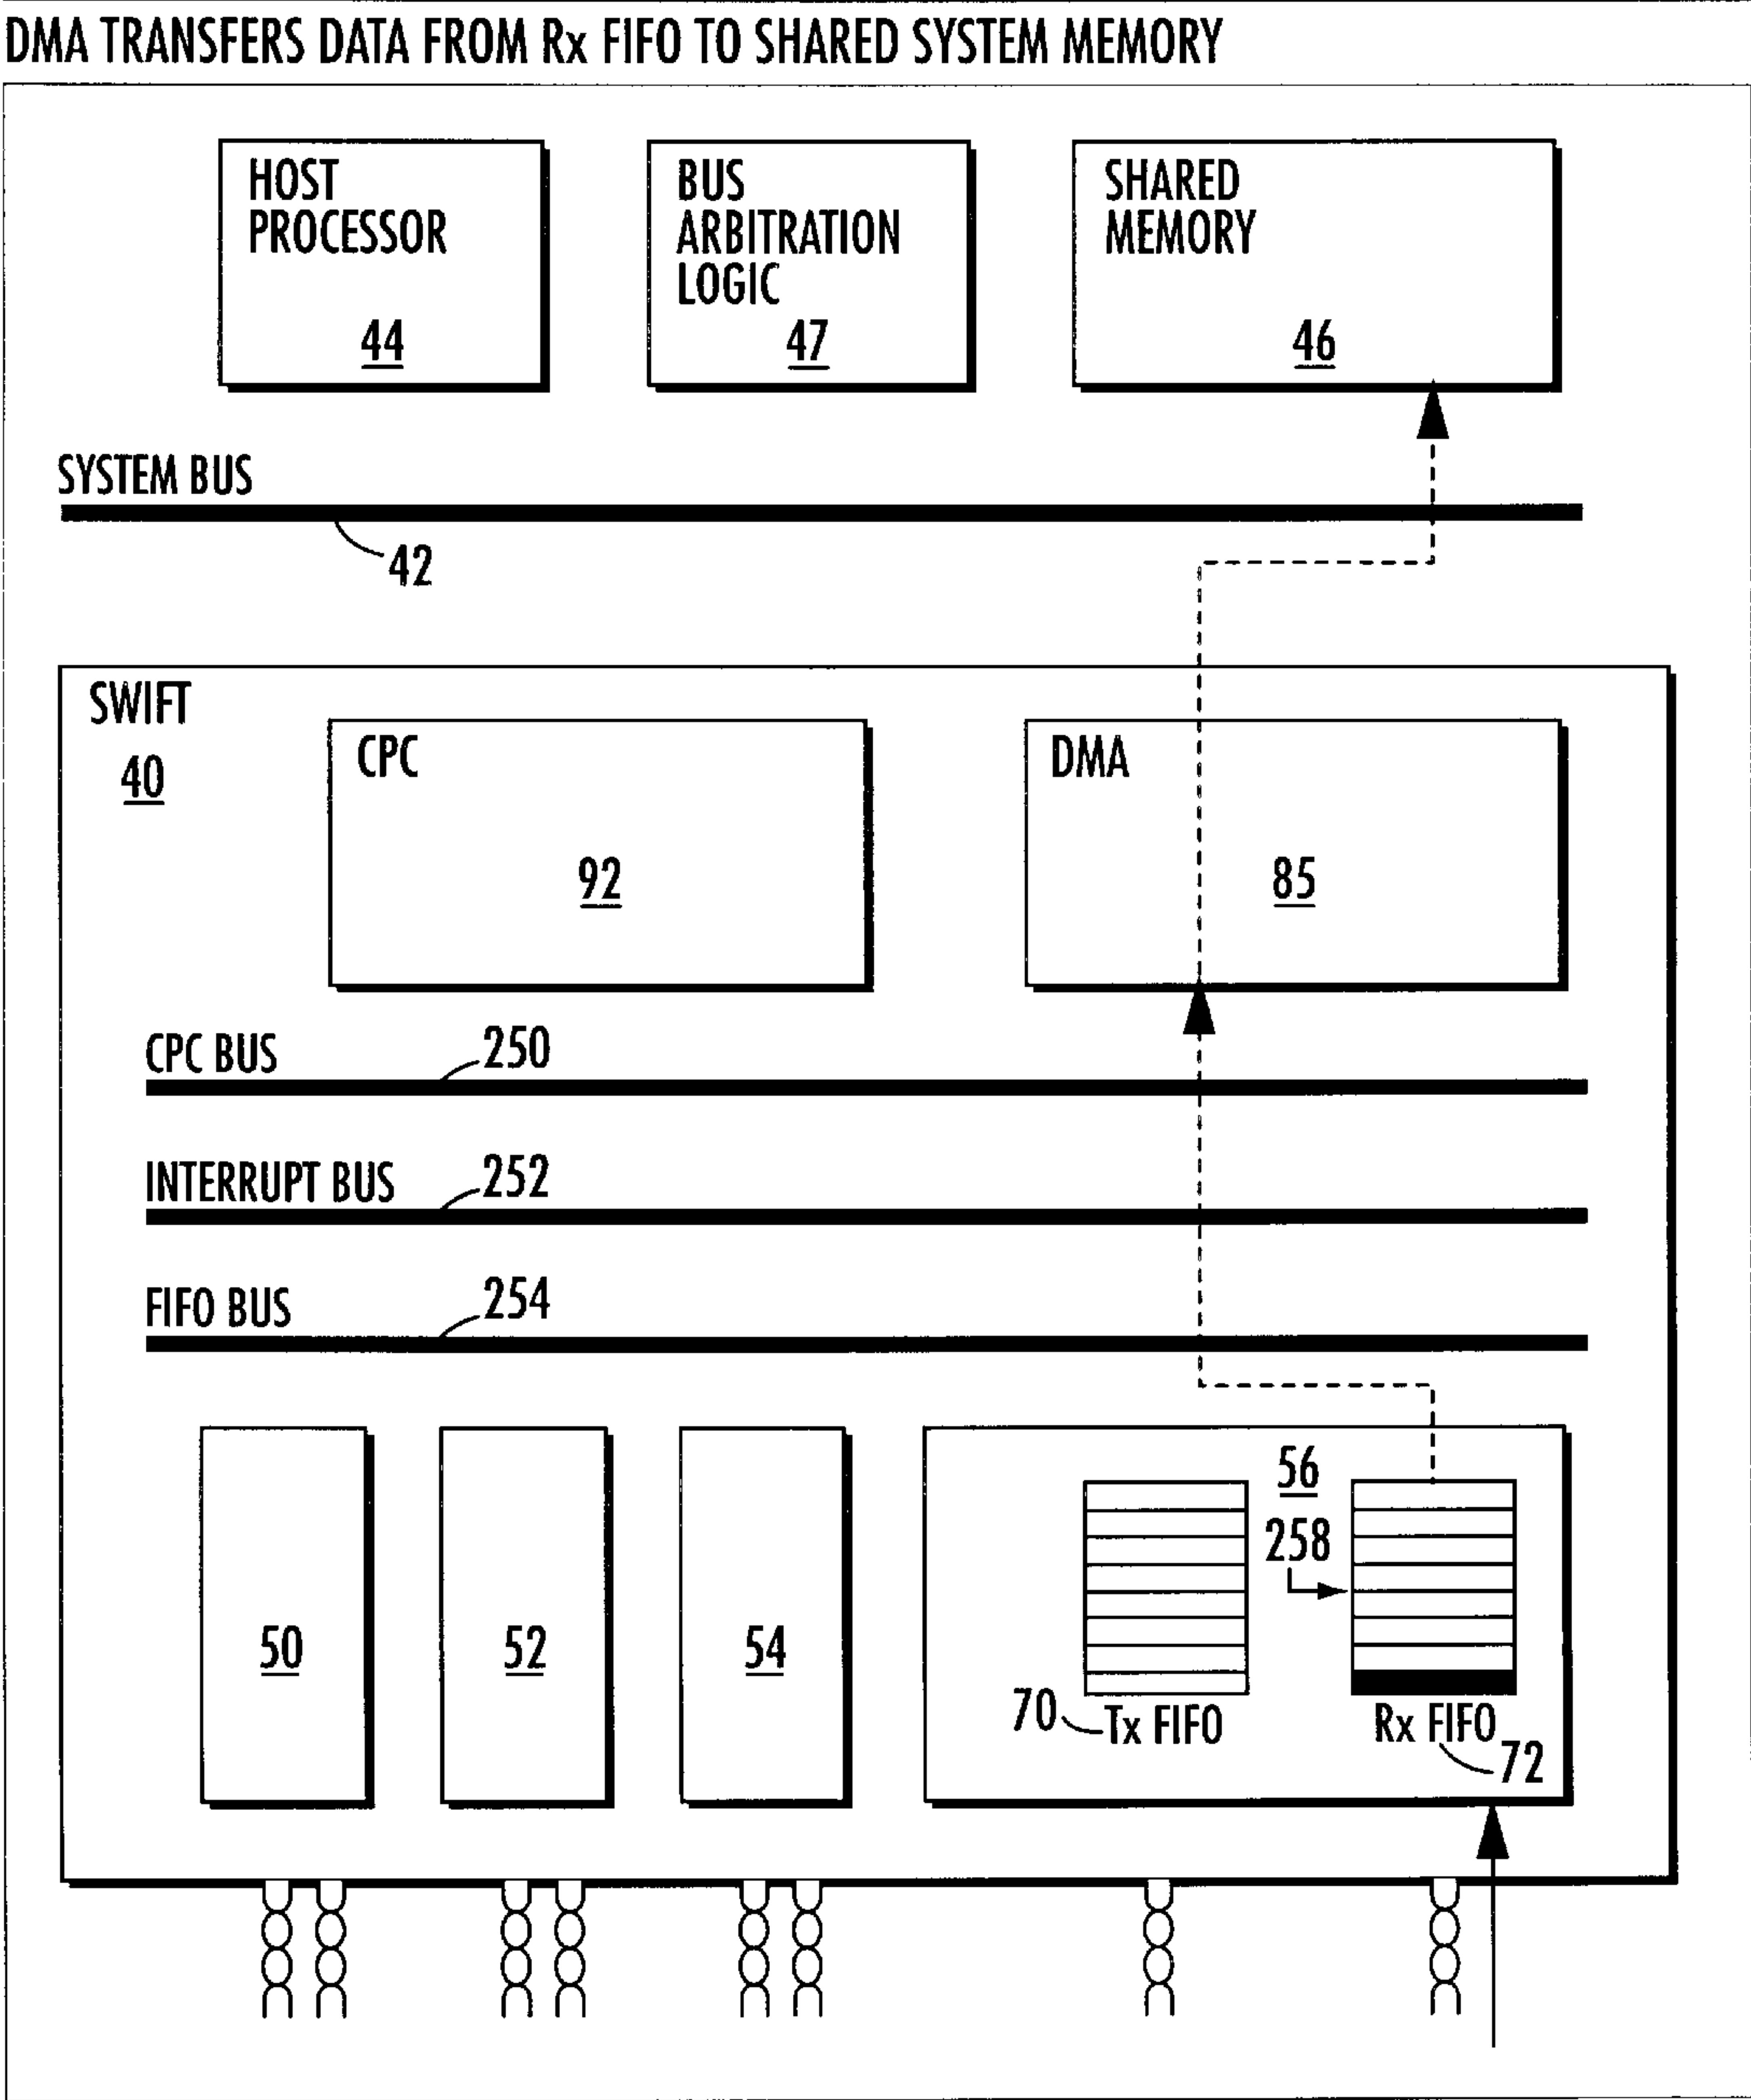 DMA TRANSFERS DATA FROM Rx FIFO TO SHARED SYSTEM MEMORY
HOST
PROCESSOR
44
BUS
ARBITRATION
LOGIC
47
SHARED
MEMORY
46
SYSTEM BUS
42
SWIFT
40
CPC
92
DMA
85
CPC BUS
250
INTERRUPT BUS
252
FIFO BUS
254
50
52
54
56
258
70
Tx FIFO
Rx FIFO
72